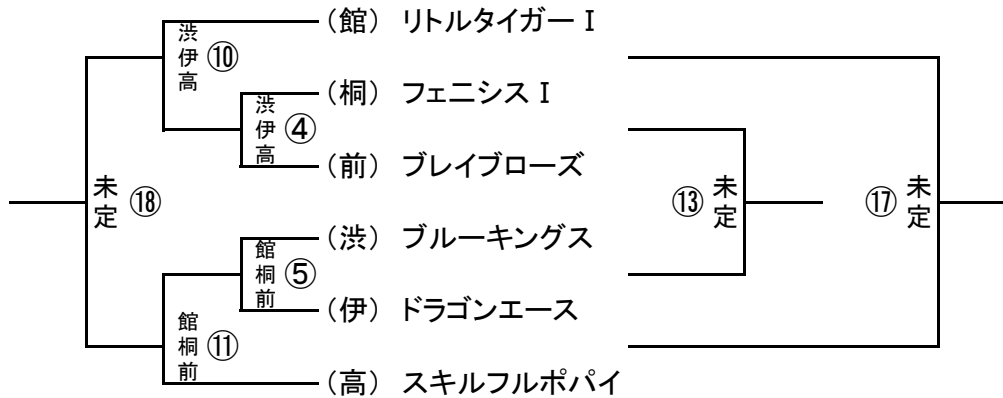 (館) リトルタイガー I
渋伊高 ⑩
(桐) フェニシス I
渋伊高 ④
(前) ブレイブローズ
未定 ⑱
⑬ 未定
⑰ 未定
(渋) ブルーキングス
館桐前 ⑤
(伊) ドラゴンエース
館桐前 ⑪
(高) スキルフルポパイ